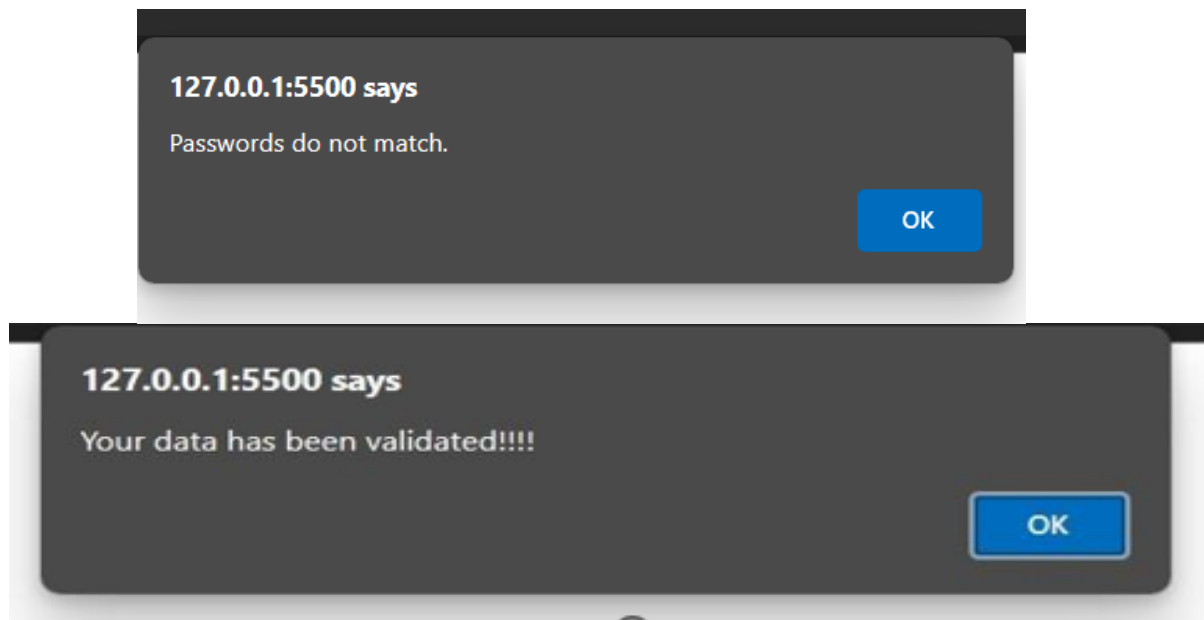 127.0.0.1:5500 says
Passwords do not match.
OK
127.0.0.1:5500 says
Your data has been validated!!!!
OK